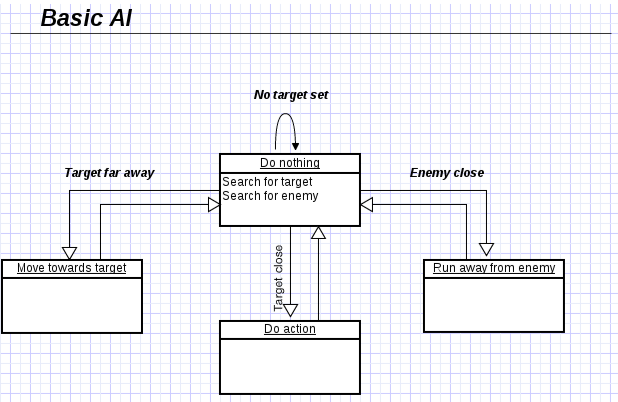 Basic AI
No target set
Do nothing
Target far away
Enemy close
Search for target
Search for enemy
Target close
Move towards target
Run away from enemy
Do action